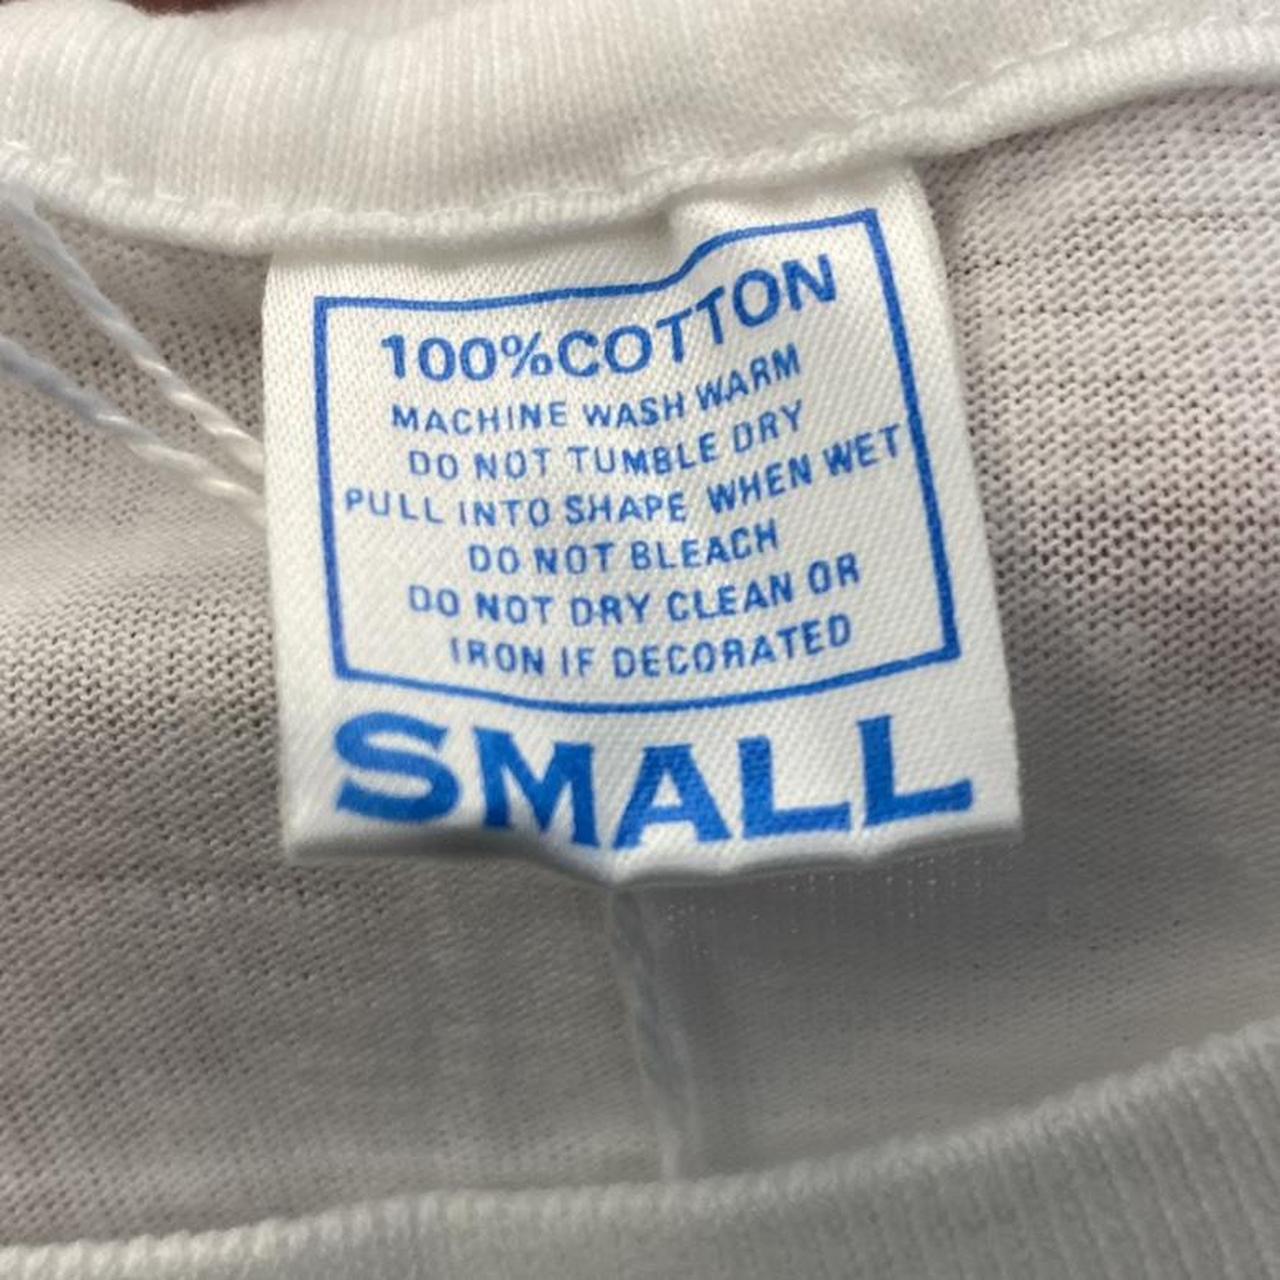 100%COTTON
MACHINE WASH WARM
DO NOT TUMBLE DRY
PULL INTO SHAPE WHEN WET
DO NOT BLEACH
DO NOT DRY CLEAN OR
IRON IF DECORATED
SMALL